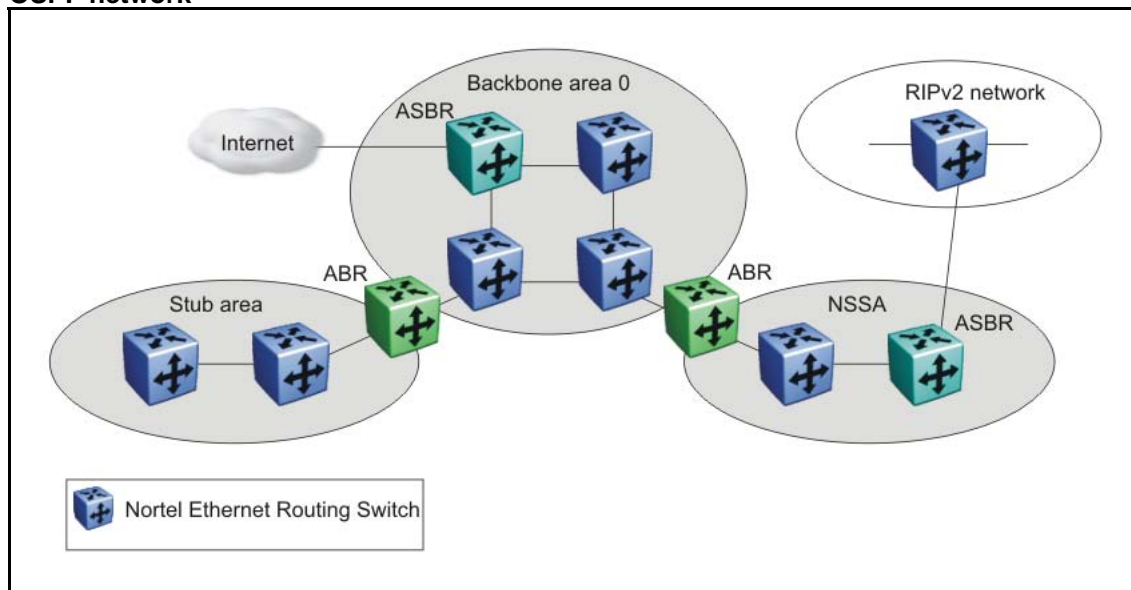 OSPF network
Backbone area 0
RIPv2 network
ASBR
Internet
ABR
ABR
Stub area
NSSA
ASBR
Nortel Ethernet Routing Switch